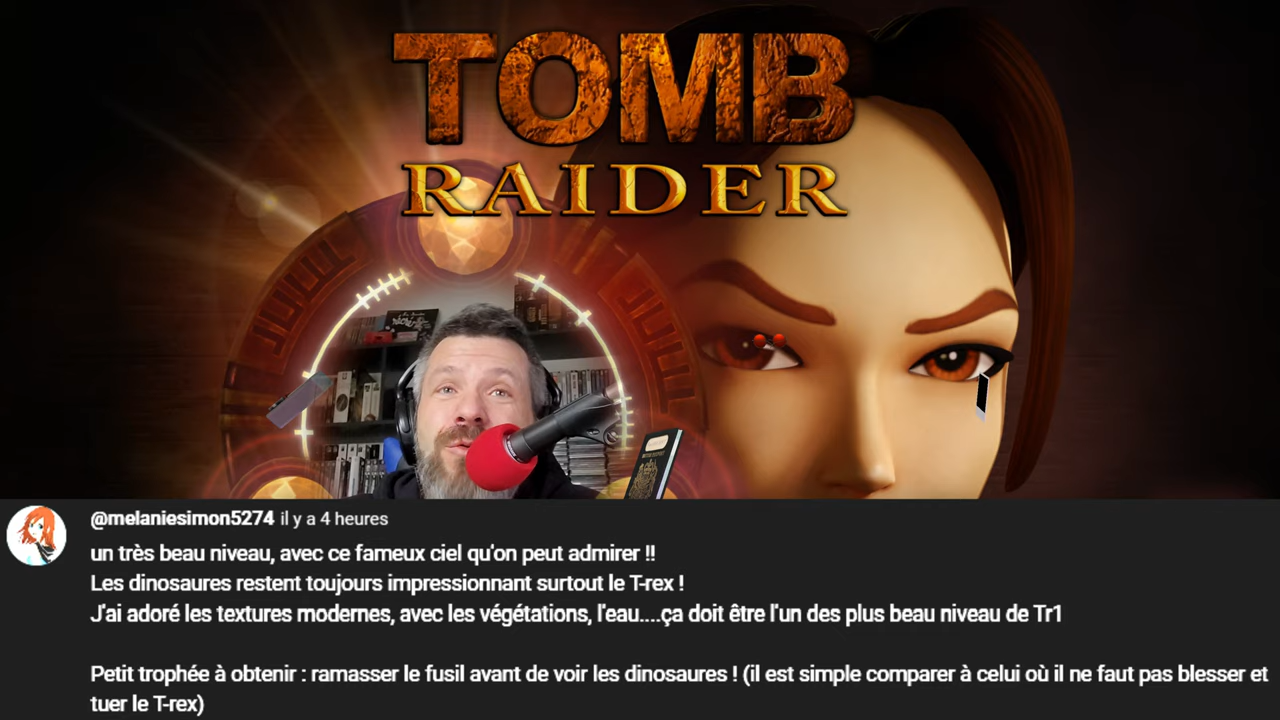 TOMB
RAIDER
@melaniesimon5274 il y a 4 heures
un très beau niveau, avec ce fameux ciel qu'on peut admirer !!
Les dinosaures restent toujours impressionnant surtout le T-rex !
J'ai adoré les textures modernes, avec les végétations, l'eau....ça doit être l'un des plus beau niveau de Tr1
Petit trophée à obtenir : ramasser le fusil avant de voir les dinosaures ! (il est simple comparer à celui où il ne faut pas blesser et
tuer le T-rex)